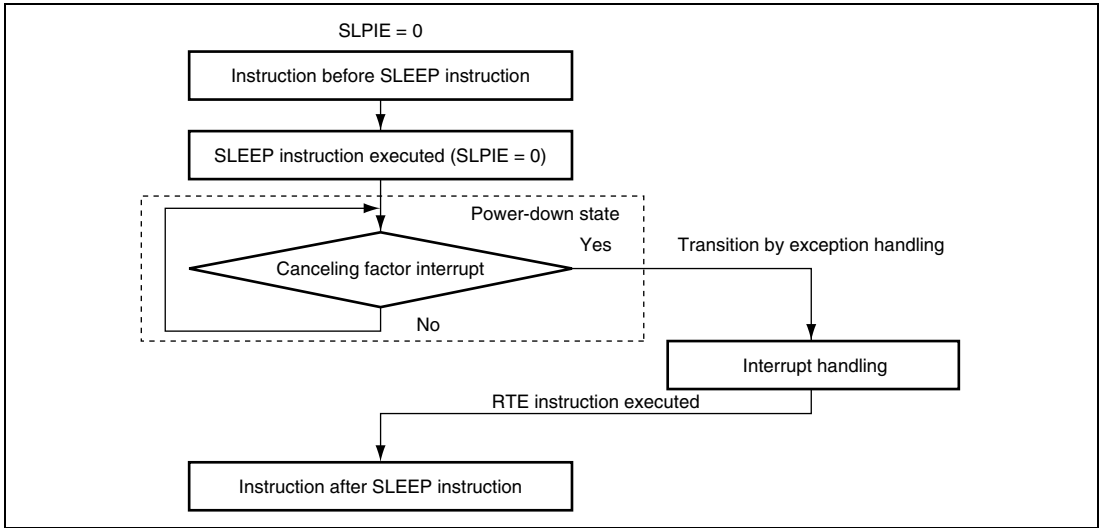 SLPIE = 0
Instruction before SLEEP instruction
SLEEP instruction executed (SLPIE = 0)
Power-down state
Yes
Transition by exception handling
Canceling factor interrupt
No
Interrupt handling
RTE instruction executed
Instruction after SLEEP instruction